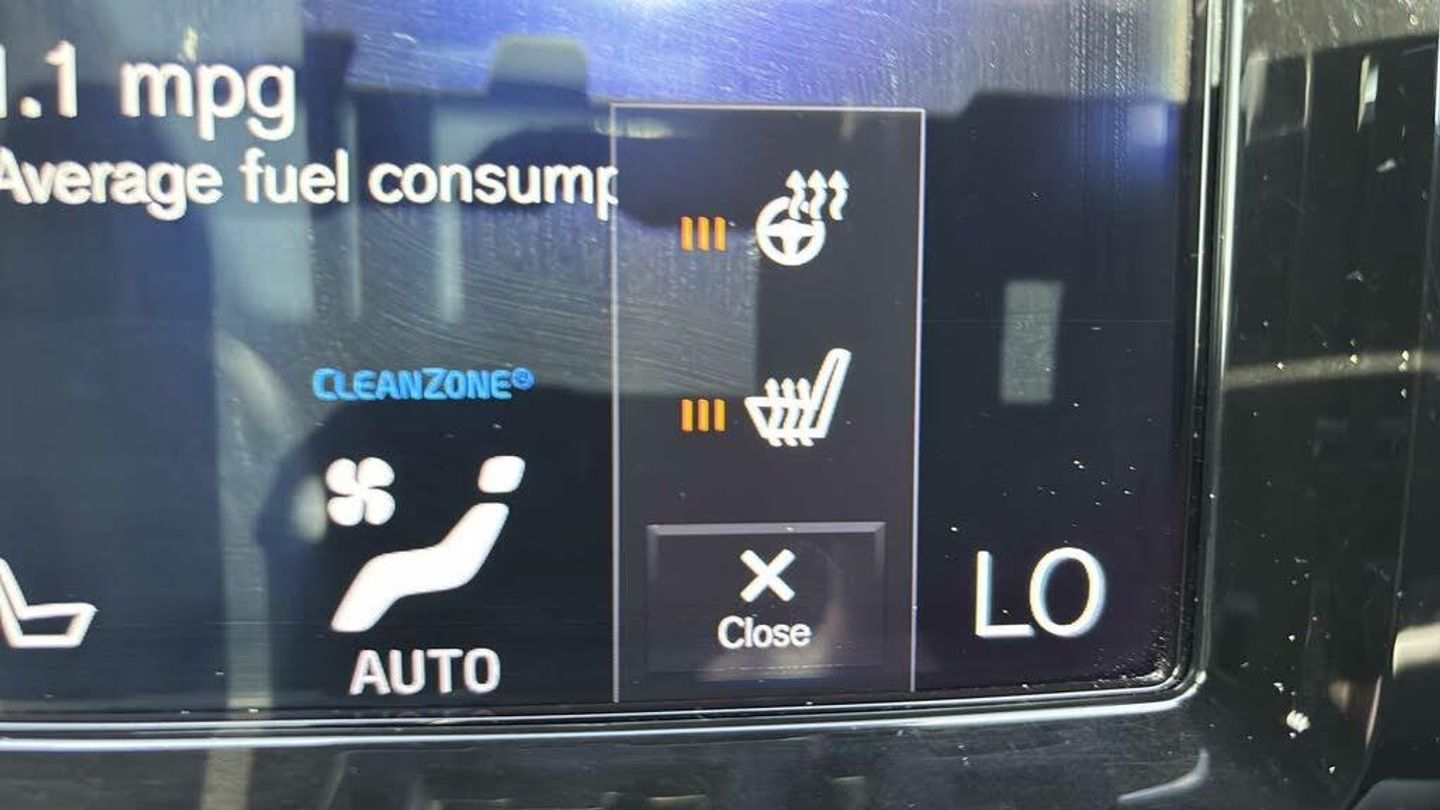 .1 mpg
Average fuel consump
CLEANZONE®
AUTO
Close
LO